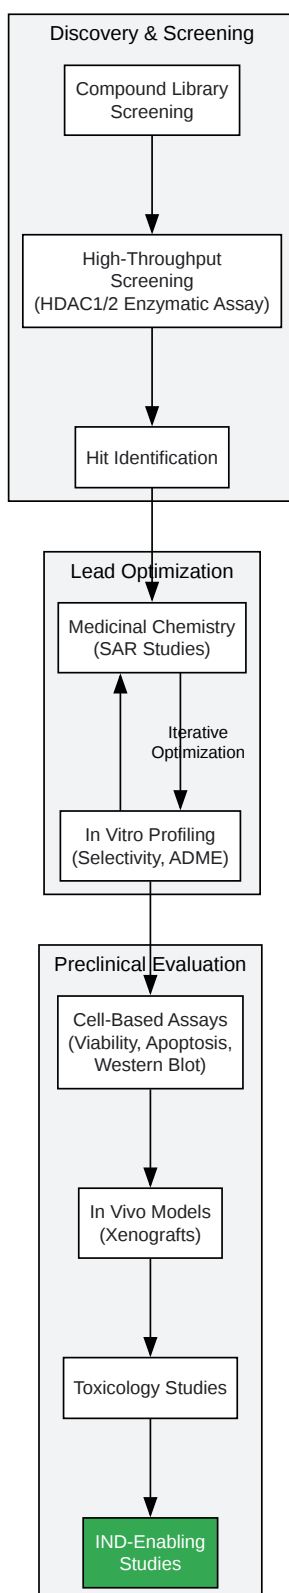 Discovery & Screening
Compound Library
Screening
High-Throughput
Screening
(HDAC1/2 Enzymatic Assay)
Hit Identification
Lead Optimization
Medicinal Chemistry
(SAR Studies)
Iterative
Optimization
In Vitro Profiling
(Selectivity, ADME)
Preclinical Evaluation
Cell-Based Assays
(Viability, Apoptosis,
Western Blot)
In Vivo Models
(Xenografts)
Toxicology Studies
IND-Enabling
Studies